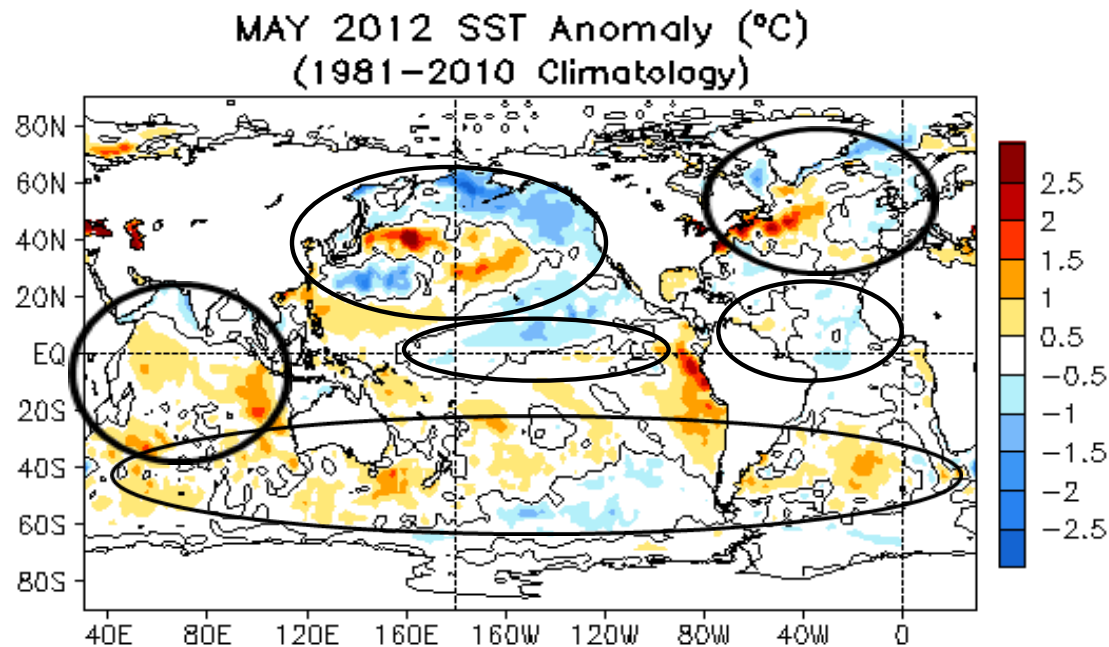 MAY 2012 SST Anomaly (°C)
(1981−2010 Climatology)
80N
60N
40N
20N
EQ
20S
40S
60S
80S
40E 80E 120E 160E 160W 120W 80W 40W 0
2.5
2
1.5
1
0.5
−0.5
−1
−1.5
−2
−2.5